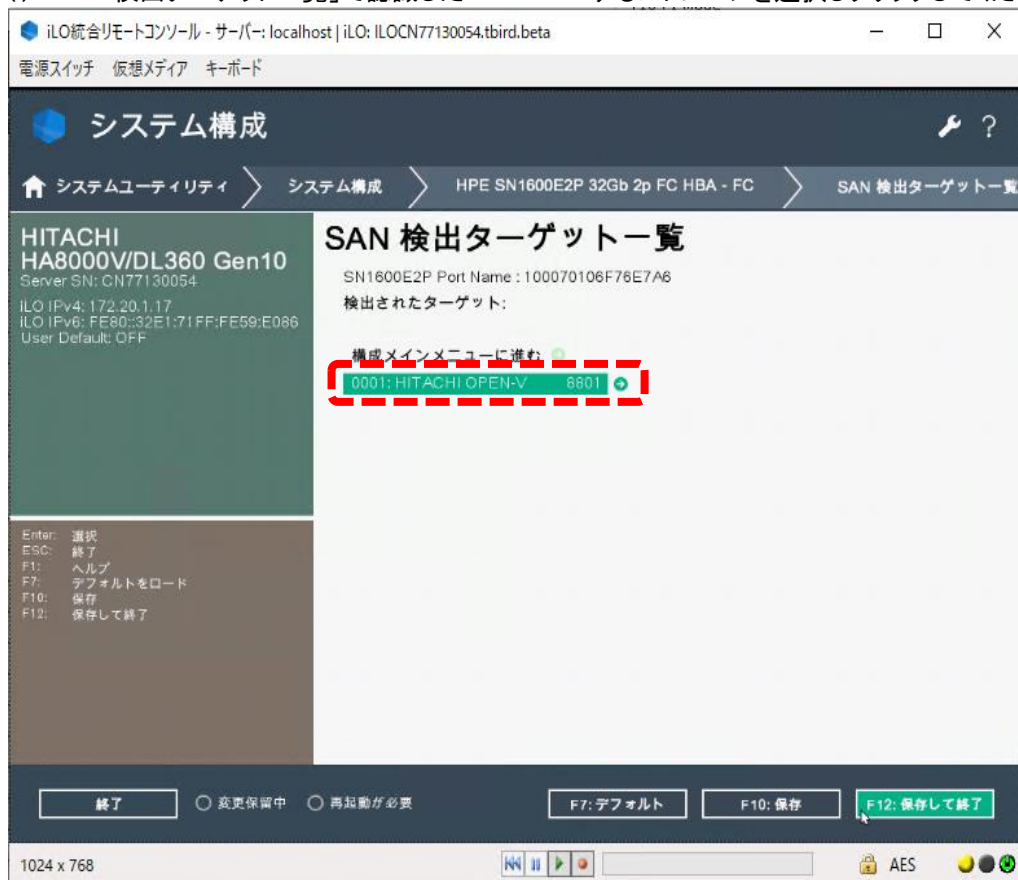 iLO統合リモートコンソール - サーバー: localhost | iLO: ILOCN77130054.tbird.beta
電源スイッチ 仮想メディア キーボード
システム構成
?
システムユーティリティ
システム構成
HPE SN1600E2P 32Gb 2p FC HBA - FC
SAN 検出ターゲット一覧
HITACHI
HA8000V/DL360 Gen10
Server SN: CN77130054
iLO IPv4: 172.20.1.17
iLO IPv6: FE80::32E1:71FF:FE59:E086
User Default: OFF
SAN 検出ターゲット一覧
SN1600E2P Port Name : 100070106F76E7A6
検出されたターゲット:
構成メインメニューに進む
0001: HITACHI OPEN-V 8801
Enter: 選択
ESC: 終了
F1: ヘルプ
F7: デフォルトをロード
F10: 保存
F12: 保存して終了
終了
変更保留中
再起動が必要
F7: デフォルト
F10: 保存
F12: 保存して終了
1024 x 768
AES